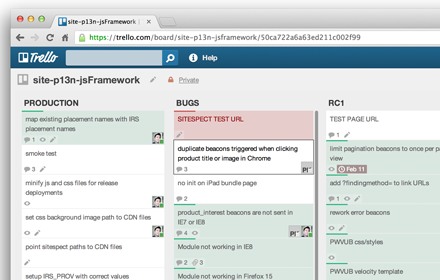 site-p13n-jsFramework | Tr
https://trello.com/board/site-p13n-jsframework/50ca722a6a63ed211c002f99
Trello
Help
site-p13n-jsFramework
Private
PRODUCTION
map existing placement names with IRS
placement names
1
smoke test
3
minify js and css files for release
deployments
set css background image path to CDN files
point sitespect paths to CDN files
setup IRS_PROV with correct values
BUGS
SITESPECT TEST URL
duplicate beacons triggered when clicking
product title or image in Chrome
3
no init on iPad bundle page
2
product_interest beacons are not sent in
IE7 or IE8
4
Module not working in IE8
2 3
Module not working in Firefox 15
RC1
TEST PAGE URL
1
limit pagination beacons to once per pa
view
Feb 11
add ?findingmethod= to link URLs
1
rework error beacons
PWVUB css/styles
PWVUB velocity template